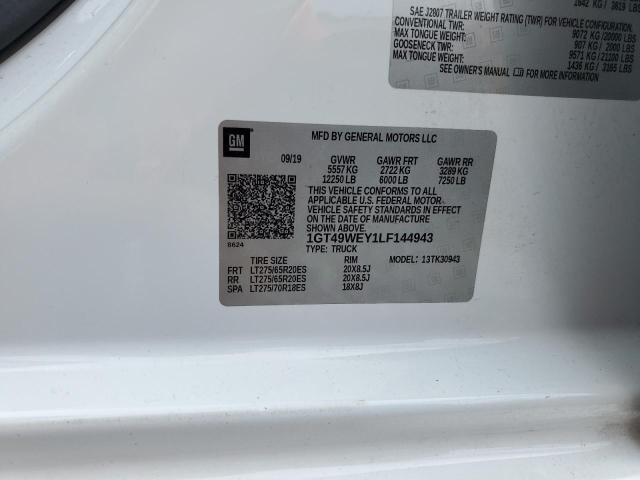 1642 KG / 3619 LBS
SAE J2807 TRAILER WEIGHT RATING (TWR) FOR VEHICLE CONFIGURATION.
CONVENTIONAL TWR: 9072 KG/20000 LBS
MAX TONGUE WEIGHT: 907 KG / 2000 LBS
GOOSENECK TWR: 9571 KG/21100 LBS
MAX TONGUE WEIGHT: 1436 KG / 3165 LBS
SEE OWNER'S MANUAL FOR MORE INFORMATION
GM
MFD BY GENERAL MOTORS LLC
09/19 GVWR GAWR FRT GAWR RR
5557 KG 2722 KG 3289 KG
12250 LB 6000 LB 7250 LB
THIS VEHICLE CONFORMS TO ALL
APPLICABLE U.S. FEDERAL MOTOR
VEHICLE SAFETY STANDARDS IN EFFECT
ON THE DATE OF MANUFACTURE
SHOWN ABOVE.
1GT49WEY1LF144943
8624 TYPE: TRUCK
TIRE SIZE RIM MODEL: 13TK30943
FRT LT275/65R20ES 20X8.5J
RR LT275/65R20ES 20X8.5J
SPA LT275/70R18ES 18X8J